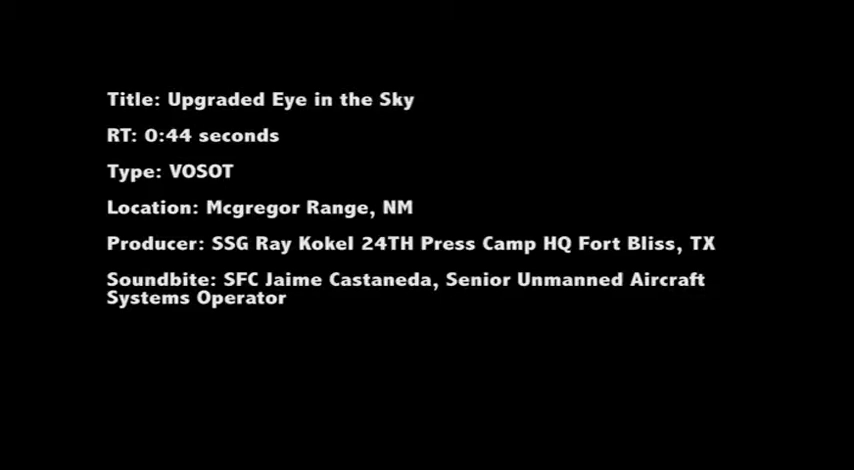 Title: Upgraded Eye in the Sky
RT: 0:44 seconds
Type: VOSOT
Location: Mcgregor Range, NM
Producer: SSG Ray Kokel 24TH Press Camp HQ Fort Bliss, TX
Soundbite: SFC Jaime Castaneda, Senior Unmanned Aircraft
Systems Operator